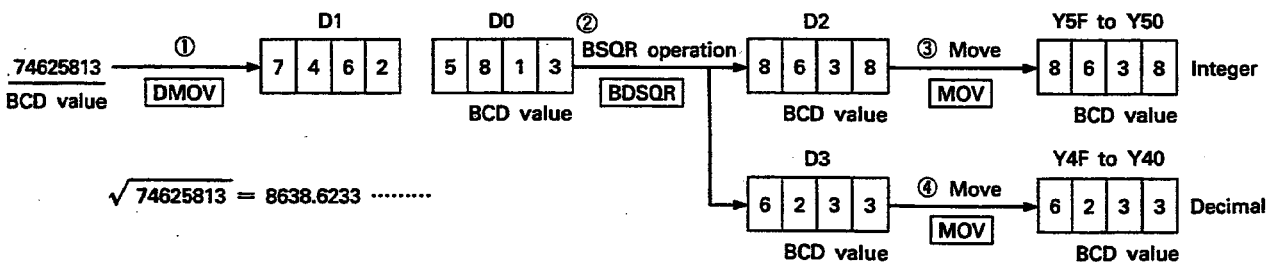 D1 D0 ② D2 Y5F to Y50
① BSQR operation ③ Move
74625813 7 4 6 2 5 8 1 3 8 6 3 8 8 6 3 8 Integer
BCD value DMOV BDSQR MOV
BCD value BCD value BCD value
D3 Y4F to Y40
④ Move
√74625813 = 8638.6233 ········· 6 2 3 3 6 2 3 3 Decimal
MOV
BCD value BCD value